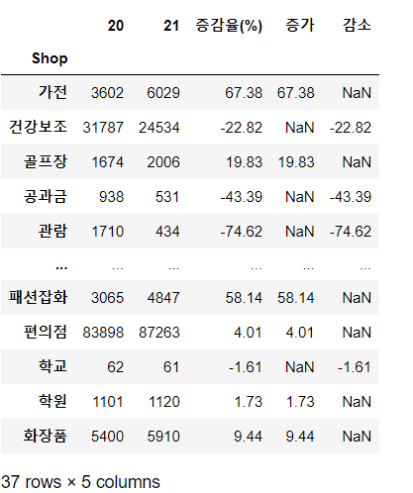 20 21 증감율(%) 증가 감소
Shop
가전 3602 6029 67.38 67.38 NaN
건강보조 31787 24534 -22.82 NaN -22.82
골프장 1674 2006 19.83 19.83 NaN
공과금 938 531 -43.39 NaN -43.39
관람 1710 434 -74.62 NaN -74.62
... ... ... ... ... ...
패션잡화 3065 4847 58.14 58.14 NaN
편의점 83898 87263 4.01 4.01 NaN
학교 62 61 -1.61 NaN -1.61
학원 1101 1120 1.73 1.73 NaN
화장품 5400 5910 9.44 9.44 NaN
37 rows × 5 columns